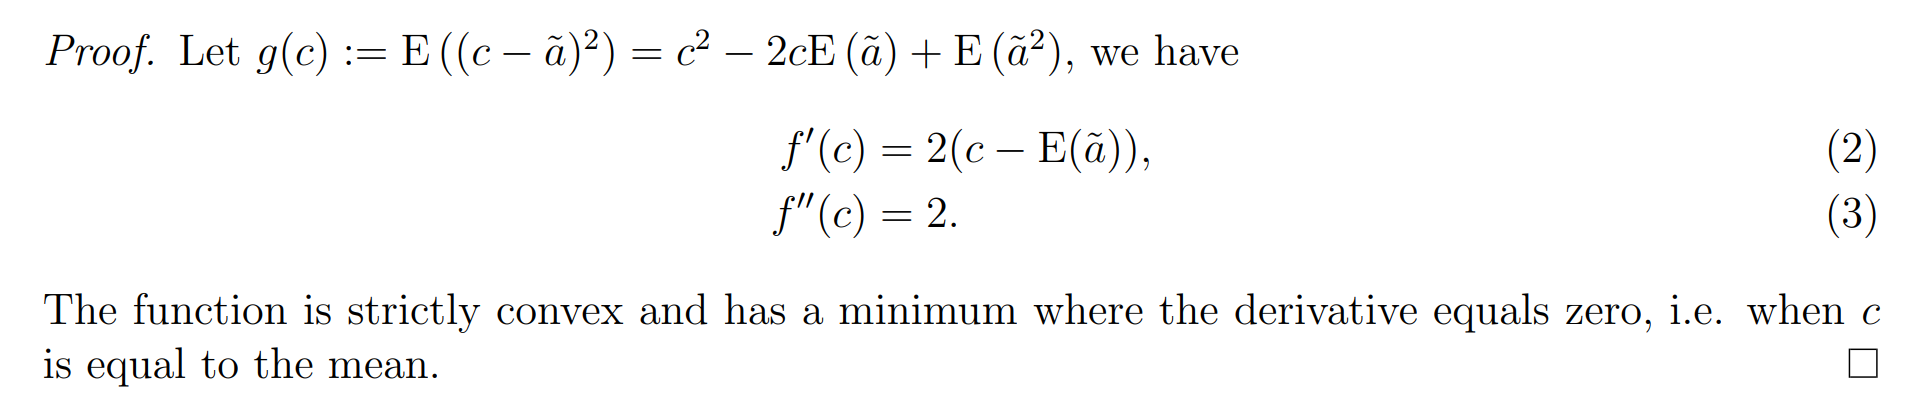 Proof. Let g(c) := E ((c − ã)²) = c² − 2cE (ã) + E (ã²), we have
f′(c) = 2(c − E(ã)), (2)
f″(c) = 2. (3)
The function is strictly convex and has a minimum where the derivative equals zero, i.e. when c
is equal to the mean. □